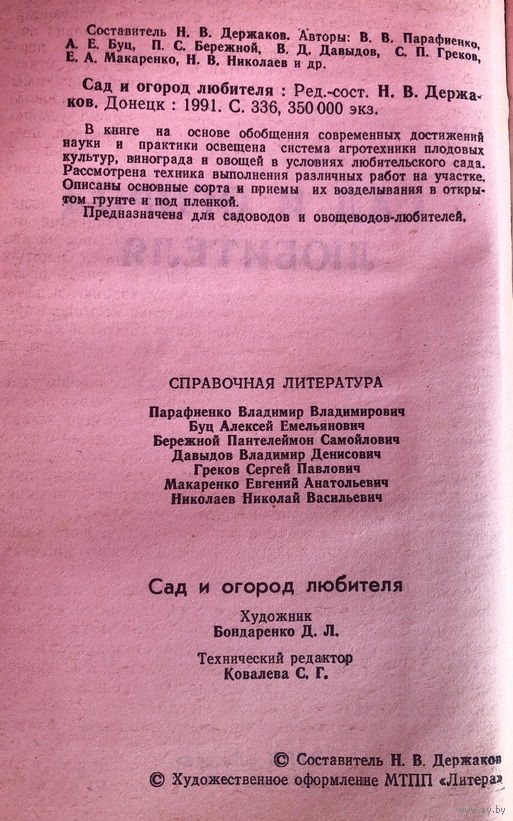 Составитель Н. В. Держаков. Авторы: В. В. Парафиенко,
А. Е. Буц, П. С. Бережной, В. Д. Давыдов, С. П. Греков,
Е. А. Макаренко, Н. В. Николаев и др.
Сад и огород любителя : Ред.-сост. Н. В. Держа-
ков. Донецк : 1991. С. 336, 350 000 экз.
В книге на основе обобщения современных достижений
науки и практики освещена система агротехники плодовых
культур, винограда и овощей в условиях любительского сада.
Рассмотрена техника выполнения различных работ на участке.
Описаны основные сорта и приемы их возделывания в откры-
том грунте и под пленкой.
Предназначена для садоводов и овощеводов-любителей.
ЛЮБИТЕЛЯ
СПРАВОЧНАЯ ЛИТЕРАТУРА
Парафиенко Владимир Владимирович
Буц Алексей Емельянович
Бережной Пантелеймон Самойлович
Давыдов Владимир Денисович
Греков Сергей Павлович
Макаренко Евгений Анатольевич
Николаев Николай Васильевич
Сад и огород любителя
Художник
Бондаренко Д. Л.
Технический редактор
Ковалева С. Г.
© Составитель Н. В. Держаков
© Художественное оформление МТПП «Литера»
www.ay.by